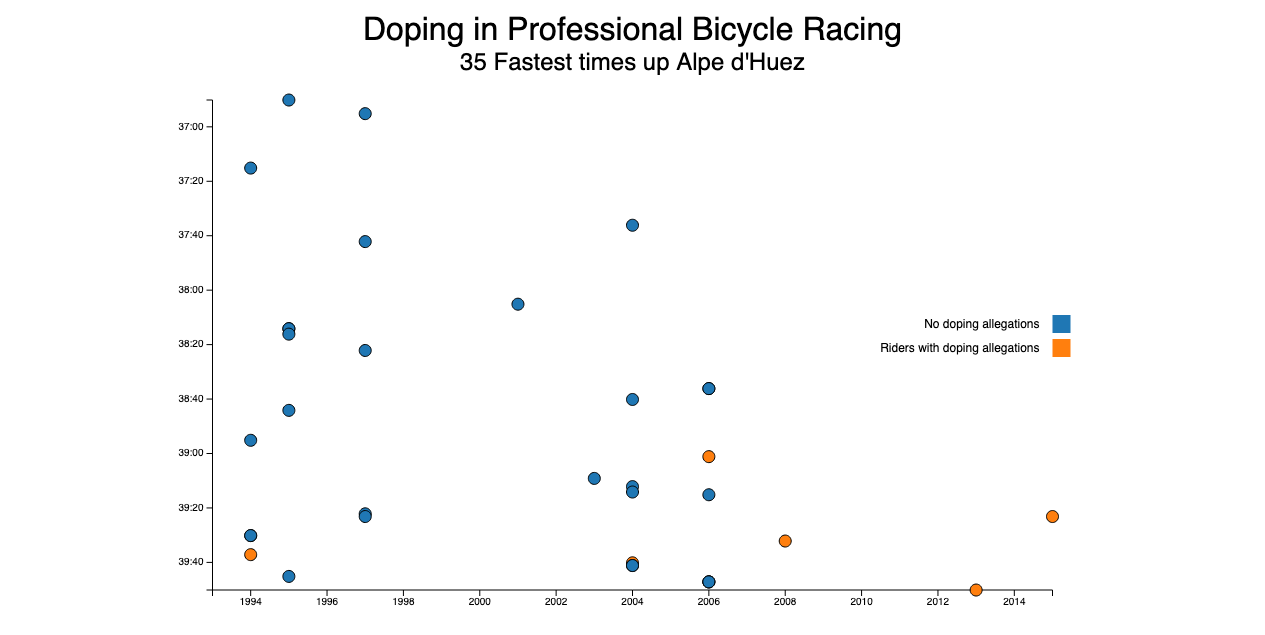 Doping in Professional Bicycle Racing
35 Fastest times up Alpe d'Huez
37:00
37:20
37:40
38:00
No doping allegations
38:20
Riders with doping allegations
38:40
39:00
39:20
39:40
1994 1996 1998 2000 2002 2004 2006 2008 2010 2012 2014